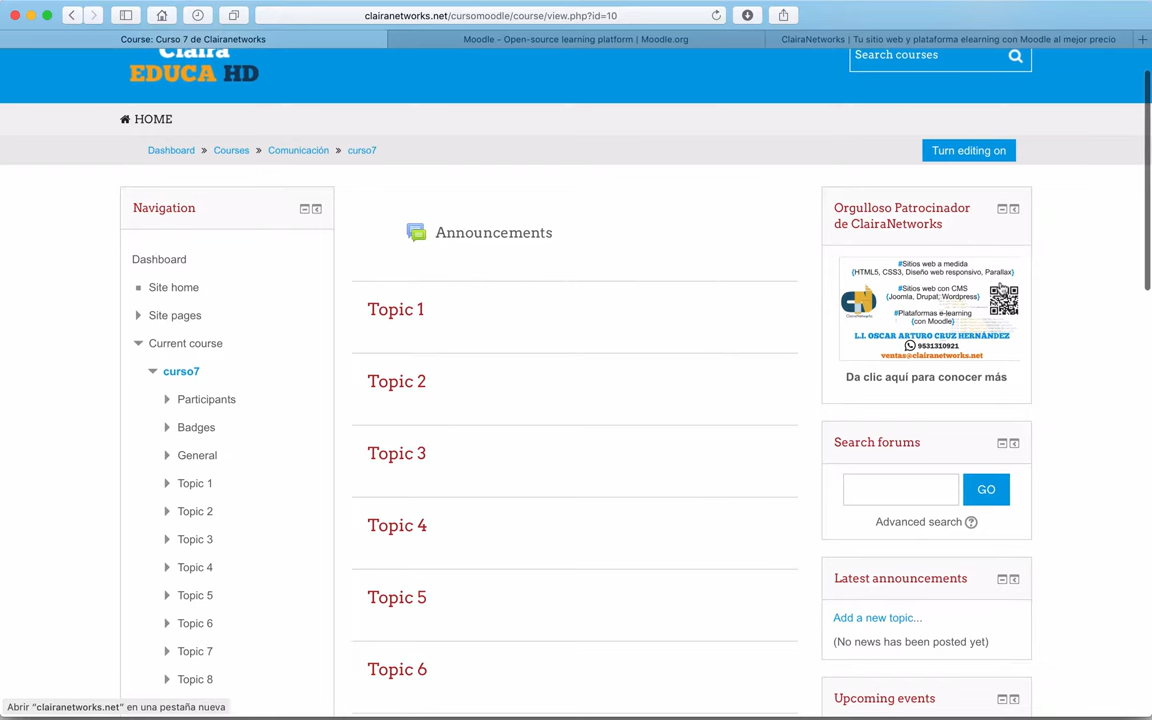 clairanetworks.net/cursomoodle/course/view.php?id=10
Course: Curso 7 de Clairanetworks
Moodle - Open-source learning platform | Moodle.org
ClairaNetworks | Tu sitio web y plataforma elearning con Moodle al mejor precio
Claira
EDUCA HD
Search courses
HOME
Dashboard » Courses » Comunicación » curso7
Turn editing on
Navigation
Dashboard
Site home
Site pages
Current course
curso7
Participants
Badges
General
Topic 1
Topic 2
Topic 3
Topic 4
Topic 5
Topic 6
Topic 7
Topic 8
Announcements
Topic 1
Topic 2
Topic 3
Topic 4
Topic 5
Topic 6
Orgulloso Patrocinador
de ClairaNetworks
#Sitios web a medida
{HTML5, CSS3, Diseño web responsivo, Parallax}
#Sitios web con CMS
{Joomla, Drupal, Wordpress}
#Plataformas e-learning
{con Moodle}
ClairaNetworks
L.I. OSCAR ARTURO CRUZ HERNÁNDEZ
9531310921
ventas@clairanetworks.net
Da clic aquí para conocer más
Search forums
GO
Advanced search
Latest announcements
Add a new topic...
(No news has been posted yet)
Upcoming events
Abrir "clairanetworks.net" en una pestaña nueva